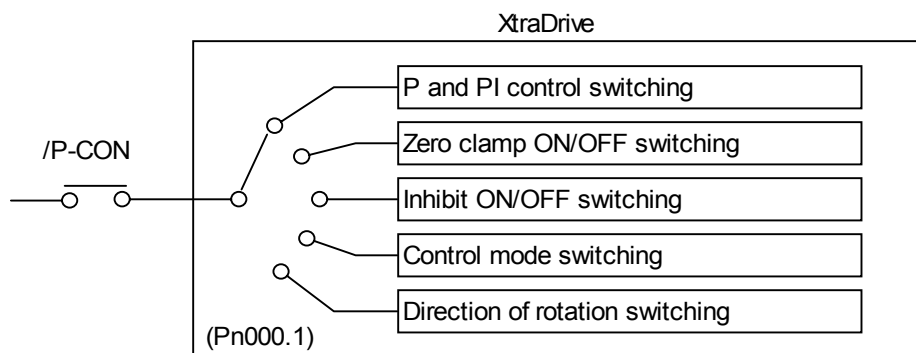 XtraDrive
P and PI control switching
/P-CON
Zero clamp ON/OFF switching
Inhibit ON/OFF switching
Control mode switching
Direction of rotation switching
(Pn000.1)